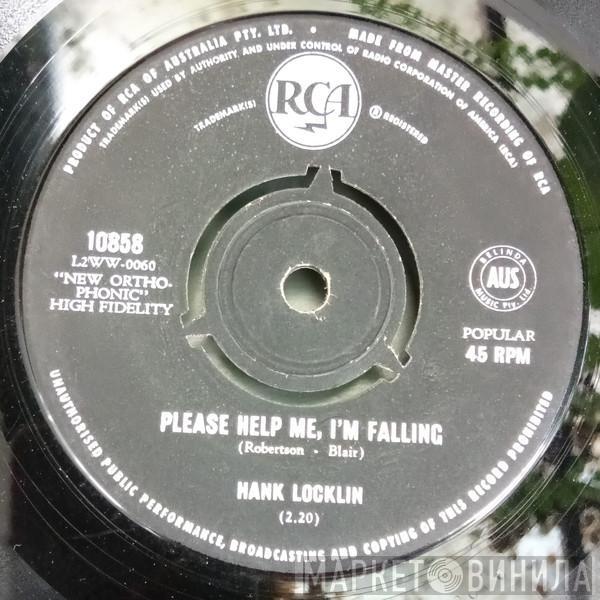 PRODUCT OF RCA OF AUSTRALIA PTY. LTD. • MADE FROM MASTER RECORDING OF RCA
TRADEMARK(S) USED BY AUTHORITY AND UNDER CONTROL OF RADIO CORPORATION OF AMERICA (RCA)
TRADEMARK(S)
RCA
® REGISTERED
10858
L2WW-0060
"NEW ORTHO-
PHONIC"
HIGH FIDELITY
BELINDA
AUS
MUSIC Pty. Ltd.
POPULAR
45 RPM
PLEASE HELP ME, I'M FALLING
(Robertson - Blair)
HANK LOCKLIN
(2.20)
UNAUTHORISED PUBLIC PERFORMANCE, BROADCASTING AND COPYING OF THIS RECORD PROHIBITED
МАРКЕТ ВИНИЛА